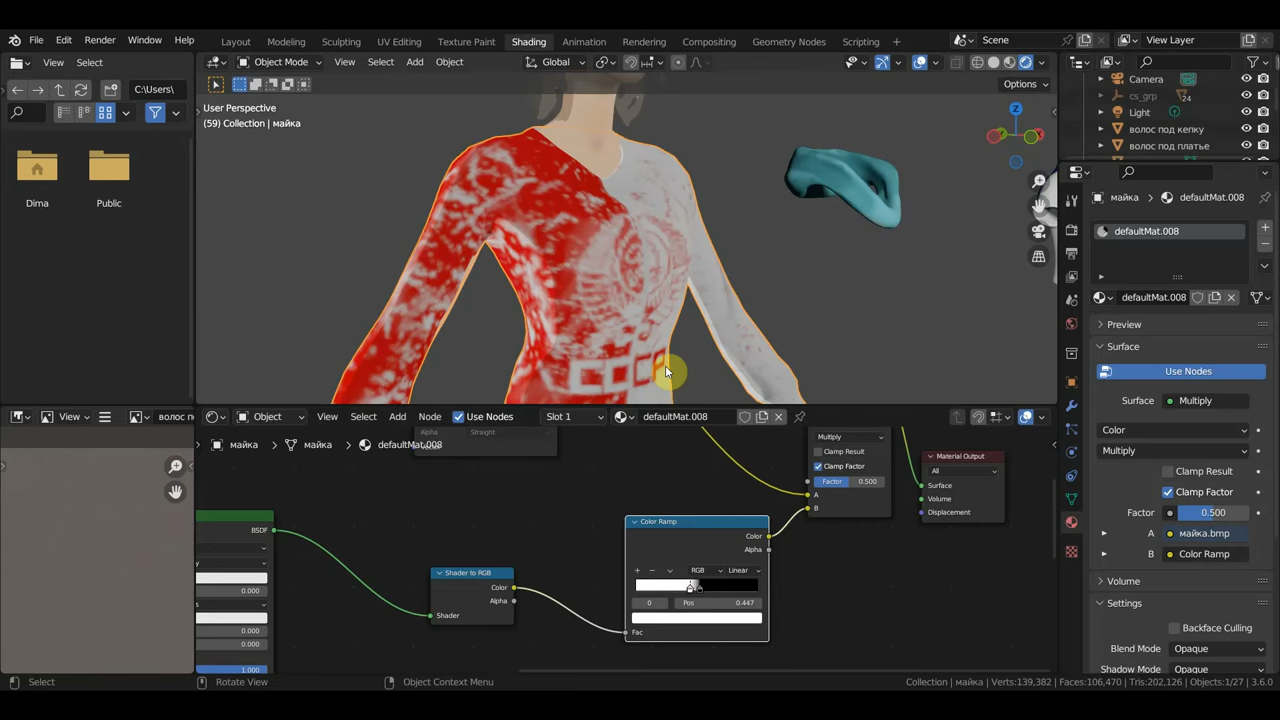 File Edit Render Window Help Layout Modeling Sculpting UV Editing Texture Paint Shading Animation Rendering Compositing Geometry Nodes Scripting Scene View Layer
View Select Object Mode View Select Add Object Global
C:\Users\ Options
User Perspective
(59) Collection | майка
Dima Public
Camera
cs_grp 24
Light
волос под кепку
волос под платье
майка defaultMat.008
defaultMat.008
defaultMat.008
Preview
Surface
Use Nodes
Surface Multiply
Color
Multiply
Clamp Result
Clamp Factor
Factor 0.500
A майка.bmp
B Color Ramp
Volume
Settings
Backface Culling
Blend Mode Opaque
Shadow Mode Opaque
View волос п
Object View Select Add Node Use Nodes Slot 1 defaultMat.008
майка майка defaultMat.008
Alpha Straight
BSDF
0.000
0.000
0.000
1.000
Shader to RGB
Color
Alpha
Shader
Color Ramp
Color
Alpha
RGB Linear
0 Pos 0.447
Fac
Multiply
Clamp Result
Clamp Factor
Factor 0.500
A
B
Material Output
All
Surface
Volume
Displacement
Select Rotate View Object Context Menu Collection | майка | Verts:139,382 | Faces:106,470 | Tris:202,126 | Objects:1/27 | 3.6.0